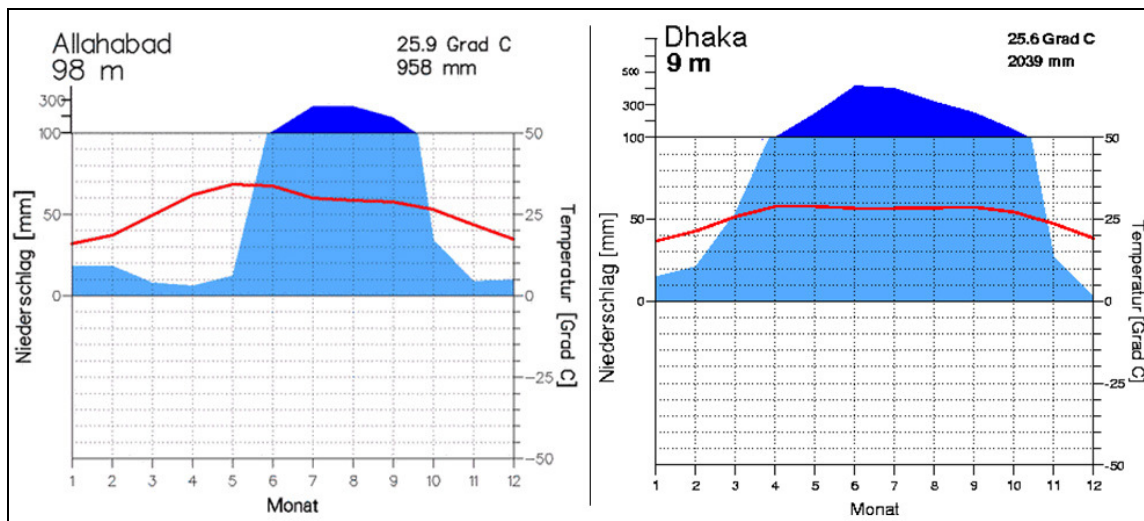 Allahabad
98 m
25.9 Grad C
958 mm
300
100
50
0
Niederschlag [mm]
50
25
0
-25
-50
Temperatur [Grad C]
1 2 3 4 5 6 7 8 9 10 11 12
Monat
Dhaka
9 m
25.6 Grad C
2039 mm
500
300
100
50
0
Niederschlag [mm]
50
25
0
-25
-50
Temperatur [Grad C]
1 2 3 4 5 6 7 8 9 10 11 12
Monat